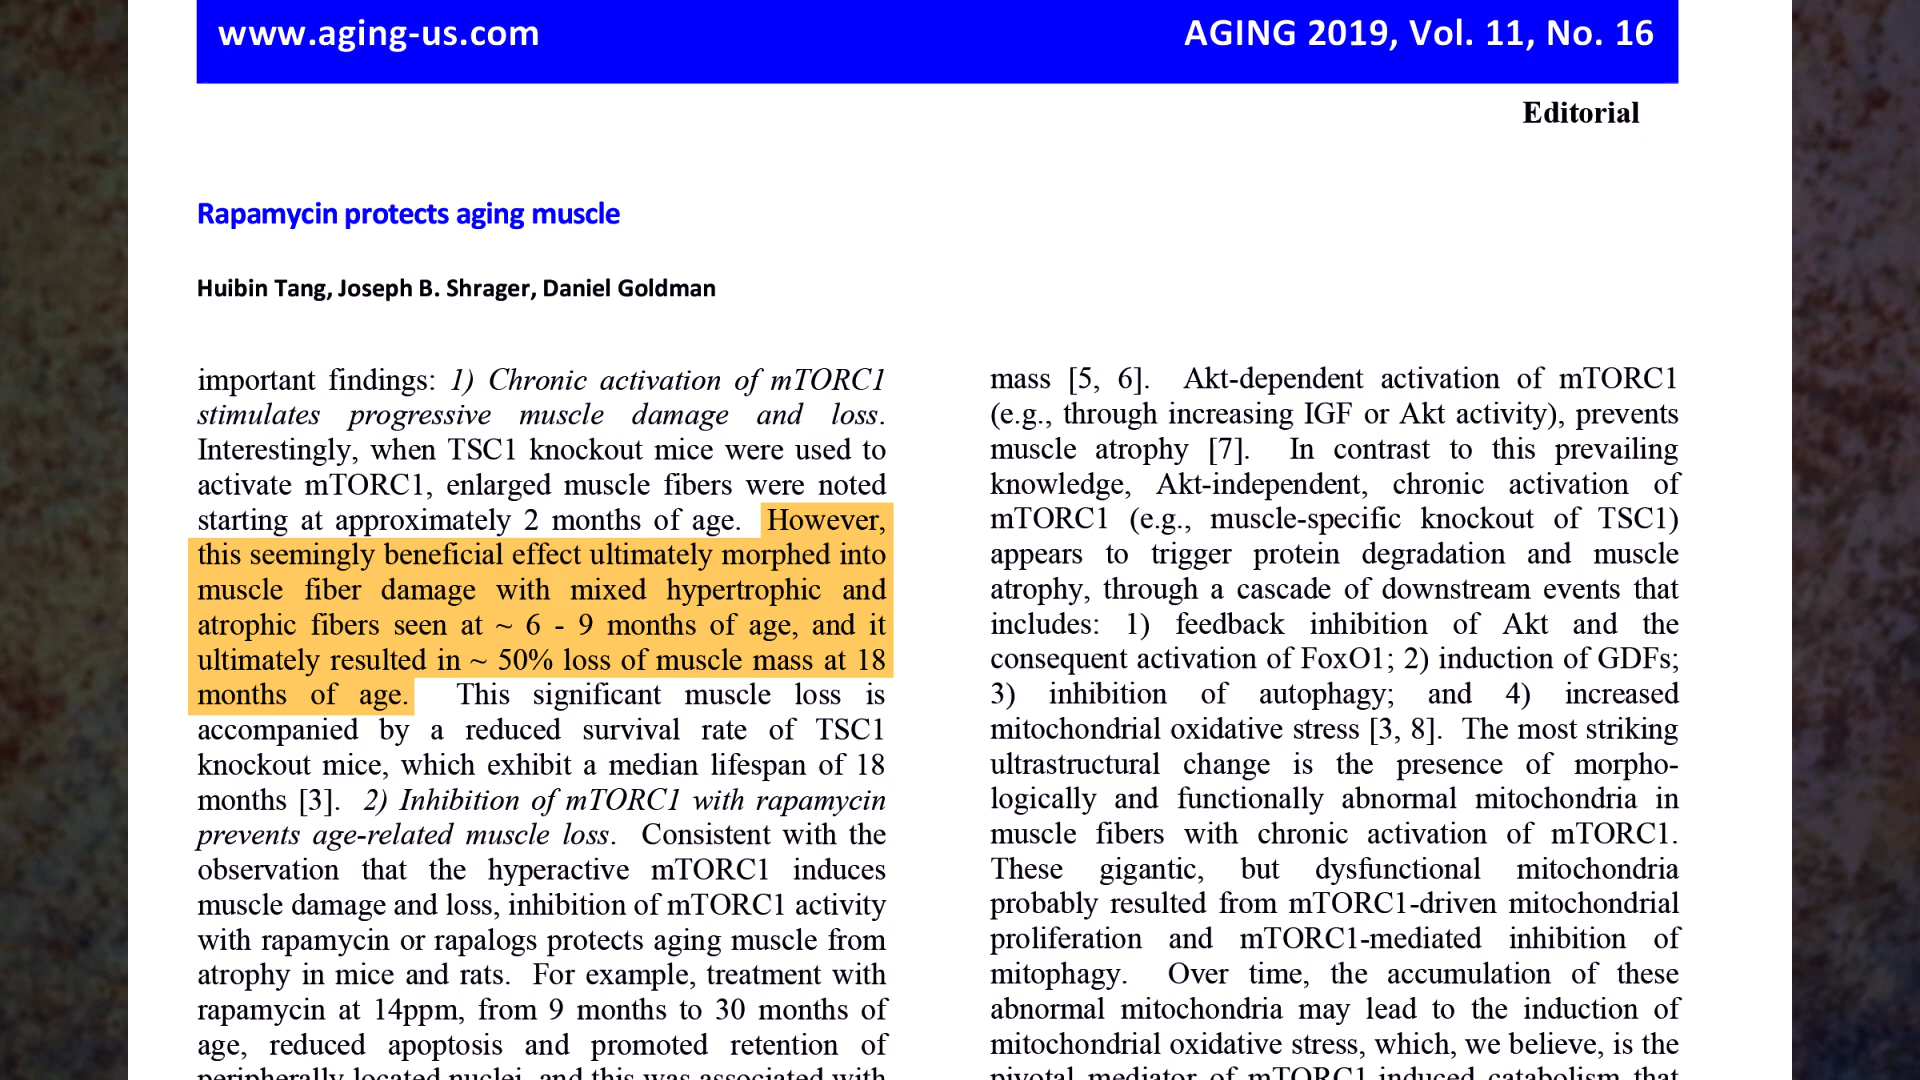 www.aging-us.com
AGING 2019, Vol. 11, No. 16
Editorial
Rapamycin protects aging muscle
Huibin Tang, Joseph B. Shrager, Daniel Goldman
important findings: 1) Chronic activation of mTORC1
stimulates progressive muscle damage and loss.
Interestingly, when TSC1 knockout mice were used to
activate mTORC1, enlarged muscle fibers were noted
starting at approximately 2 months of age. However,
this seemingly beneficial effect ultimately morphed into
muscle fiber damage with mixed hypertrophic and
atrophic fibers seen at ~ 6 - 9 months of age, and it
ultimately resulted in ~ 50% loss of muscle mass at 18
months of age. This significant muscle loss is
accompanied by a reduced survival rate of TSC1
knockout mice, which exhibit a median lifespan of 18
months [3]. 2) Inhibition of mTORC1 with rapamycin
prevents age-related muscle loss. Consistent with the
observation that the hyperactive mTORC1 induces
muscle damage and loss, inhibition of mTORC1 activity
with rapamycin or rapalogs protects aging muscle from
atrophy in mice and rats. For example, treatment with
rapamycin at 14ppm, from 9 months to 30 months of
age, reduced apoptosis and promoted retention of
peripherally located nuclei, and this was associated with
mass [5, 6]. Akt-dependent activation of mTORC1
(e.g., through increasing IGF or Akt activity), prevents
muscle atrophy [7]. In contrast to this prevailing
knowledge, Akt-independent, chronic activation of
mTORC1 (e.g., muscle-specific knockout of TSC1)
appears to trigger protein degradation and muscle
atrophy, through a cascade of downstream events that
includes: 1) feedback inhibition of Akt and the
consequent activation of FoxO1; 2) induction of GDFs;
3) inhibition of autophagy; and 4) increased
mitochondrial oxidative stress [3, 8]. The most striking
ultrastructural change is the presence of morpho-
logically and functionally abnormal mitochondria in
muscle fibers with chronic activation of mTORC1.
These gigantic, but dysfunctional mitochondria
probably resulted from mTORC1-driven mitochondrial
proliferation and mTORC1-mediated inhibition of
mitophagy. Over time, the accumulation of these
abnormal mitochondria may lead to the induction of
mitochondrial oxidative stress, which, we believe, is the
pivotal mediator of mTORC1 induced catabolism that